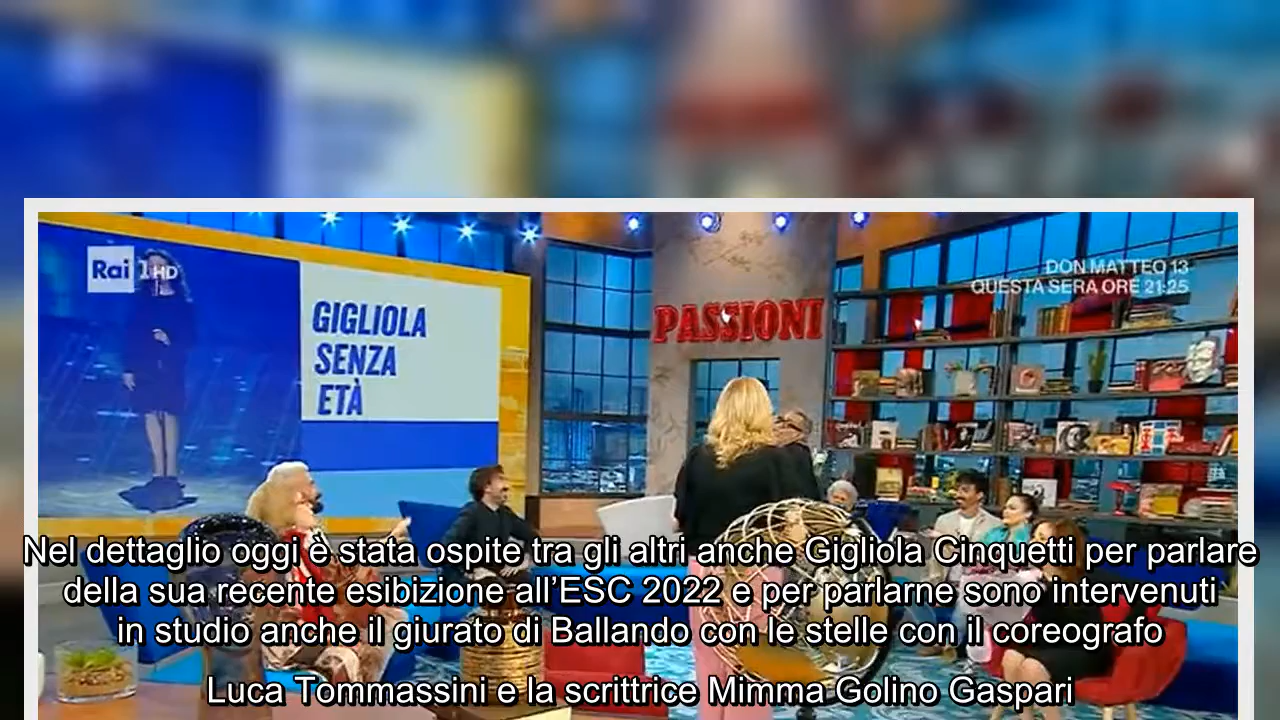 Rai 1 HD
DON MATTEO 13
QUESTA SERA ORE 21:25
GIGLIOLA
SENZA
ETÀ
PASSIONI
Nel dettaglio oggi è stata ospite tra gli altri anche Gigliola Cinquetti per parlare
della sua recente esibizione all’ESC 2022 e per parlarne sono intervenuti
in studio anche il giurato di Ballando con le stelle con il coreografo
Luca Tommassini e la scrittrice Mimma Golino Gaspari